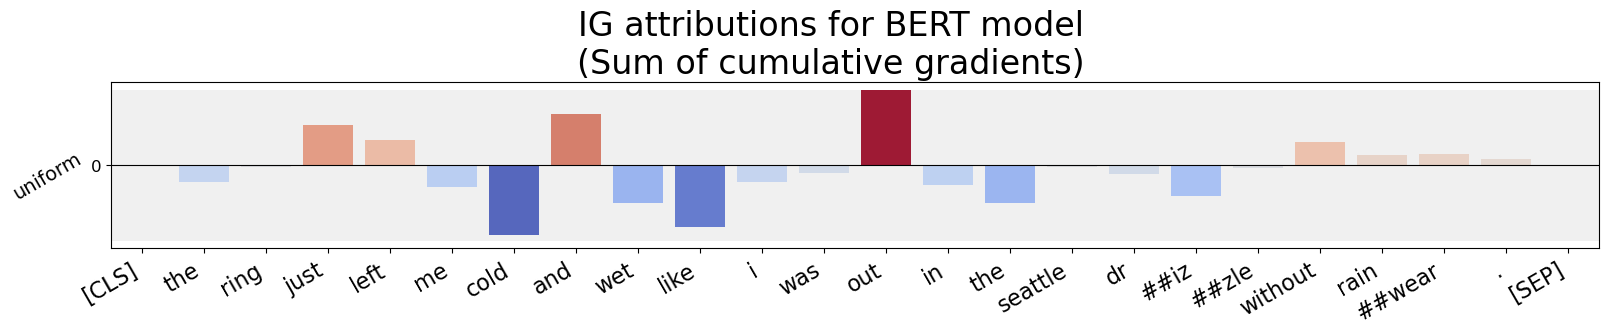 IG attributions for BERT model
(Sum of cumulative gradients)
uniform
0
[CLS] the ring just left me cold and wet like i was out in the seattle dr ##iz ##zle without rain ##wear . [SEP]